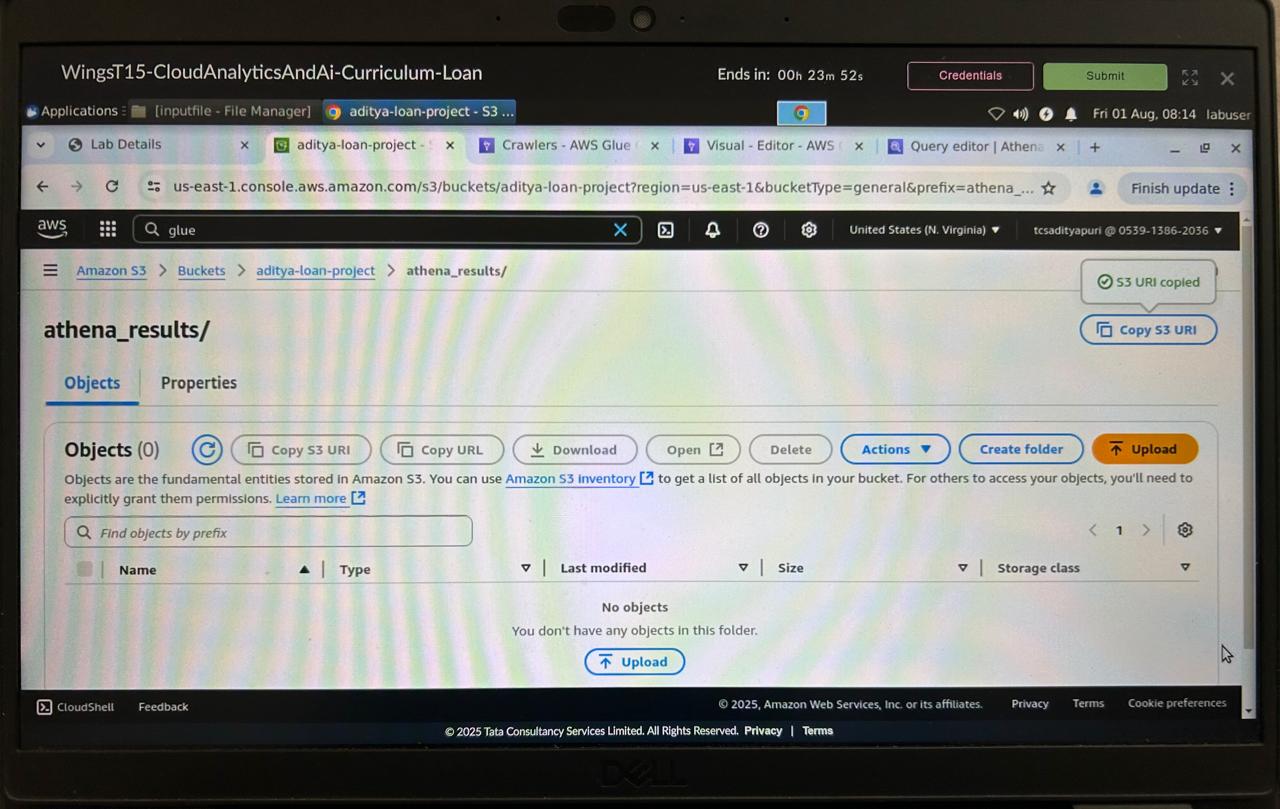 WingsT15-CloudAnalyticsAndAi-Curriculum-Loan
Ends in: 00h 23m 52s
Credentials
Submit
Applications
[inputfile - File Manager]
aditya-loan-project - S3 ...
Fri 01 Aug, 08:14 labuser
Lab Details
aditya-loan-project -
Crawlers - AWS Glue
Visual - Editor - AWS
Query editor | Athena
us-east-1.console.aws.amazon.com/s3/buckets/aditya-loan-project?region=us-east-1&bucketType=general&prefix=athena_...
Finish update
aws
glue
United States (N. Virginia)
tcsadityapuri @ 0539-1386-2036
Amazon S3 > Buckets > aditya-loan-project > athena_results/
S3 URI copied
athena_results/
Copy S3 URI
Objects
Properties
Objects (0)
Copy S3 URI
Copy URL
Download
Open
Delete
Actions
Create folder
Upload
Objects are the fundamental entities stored in Amazon S3. You can use Amazon S3 inventory to get a list of all objects in your bucket. For others to access your objects, you'll need to
explicitly grant them permissions. Learn more
Find objects by prefix
1
Name
Type
Last modified
Size
Storage class
No objects
You don't have any objects in this folder.
Upload
CloudShell
Feedback
© 2025, Amazon Web Services, Inc. or its affiliates.
Privacy
Terms
Cookie preferences
© 2025 Tata Consultancy Services Limited. All Rights Reserved. Privacy | Terms
DELL